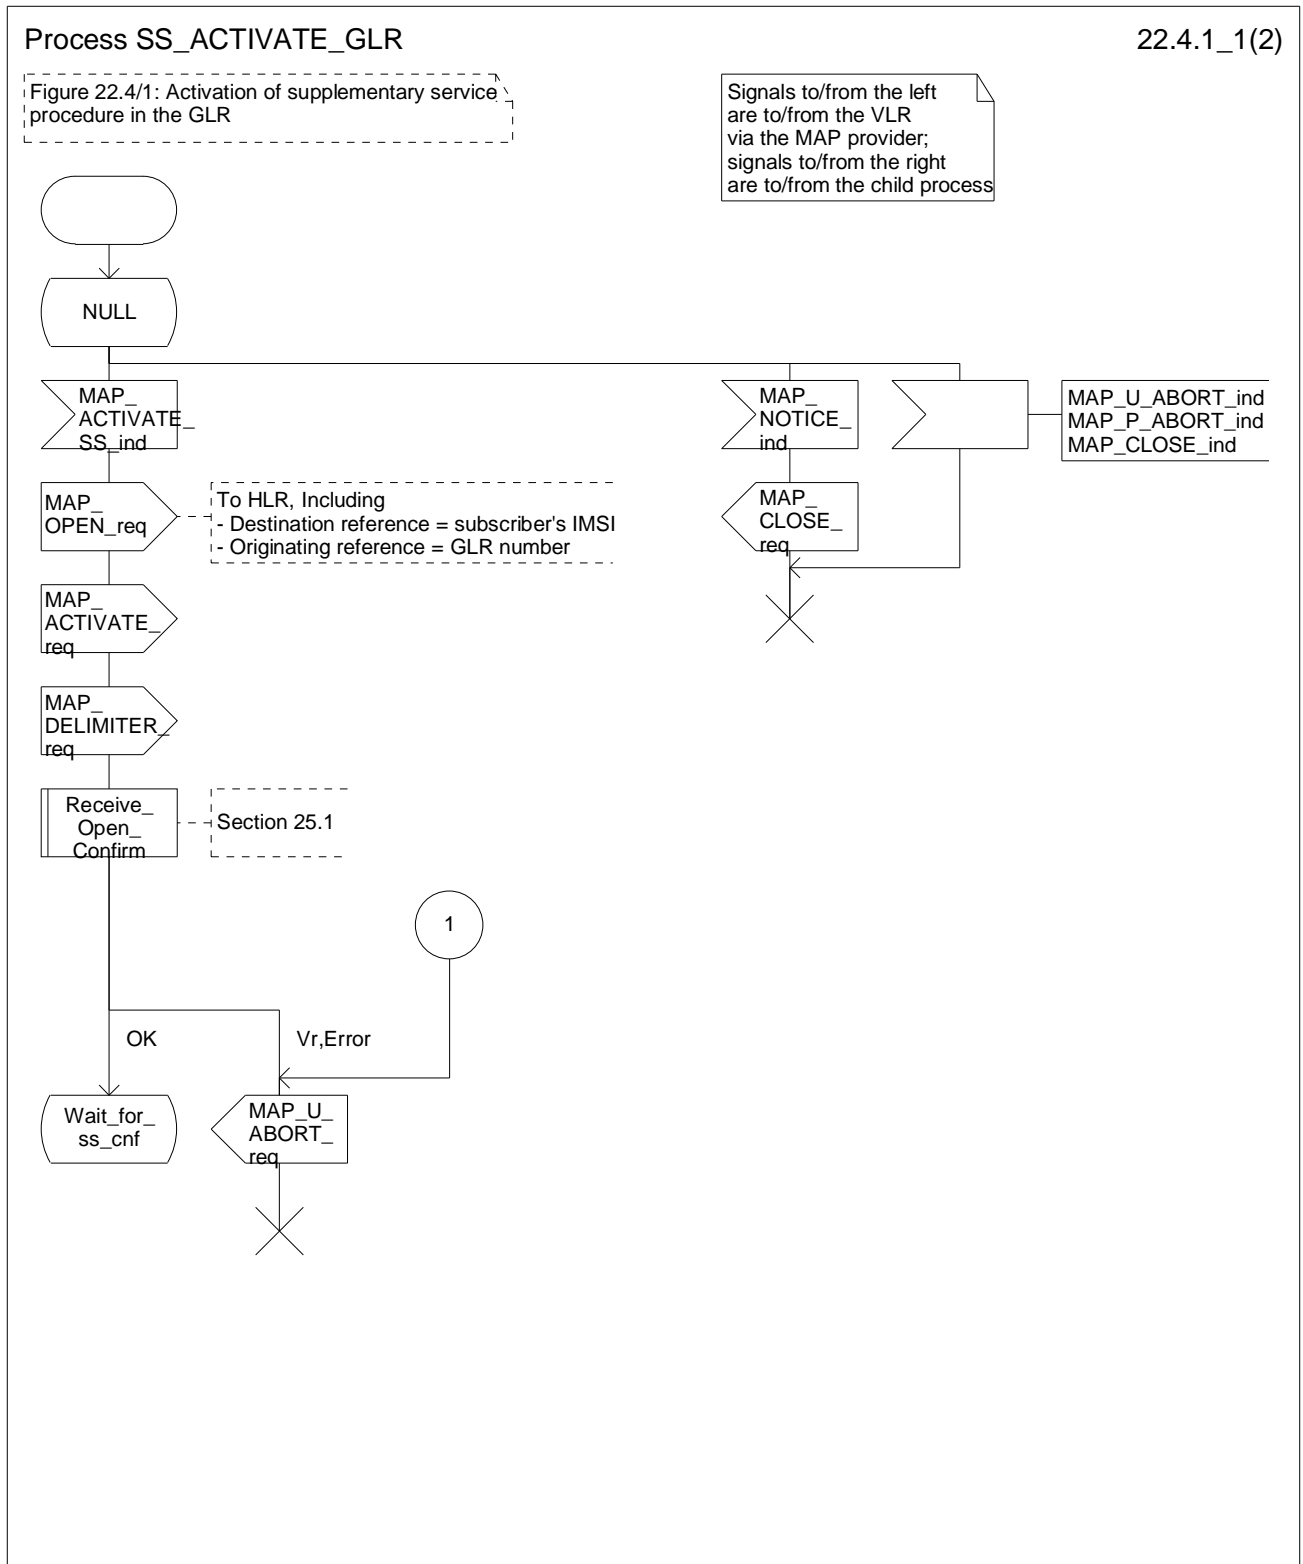 Process SS_ACTIVATE_GLR
22.4.1_1(2)
Figure 22.4/1: Activation of supplementary service
procedure in the GLR
Signals to/from the left
are to/from the VLR
via the MAP provider;
signals to/from the right
are to/from the child process
NULL
MAP_
ACTIVATE_
SS_ind
MAP_
NOTICE_
ind
MAP_U_ABORT_ind
MAP_P_ABORT_ind
MAP_CLOSE_ind
MAP_
OPEN_req
To HLR, Including
- Destination reference = subscriber's IMSI
- Originating reference = GLR number
MAP_
CLOSE_
req
MAP_
ACTIVATE_
req
MAP_
DELIMITER_
req
Receive_
Open_
Confirm
Section 25.1
1
OK
Vr,Error
Wait_for_
ss_cnf
MAP_U_
ABORT_
req